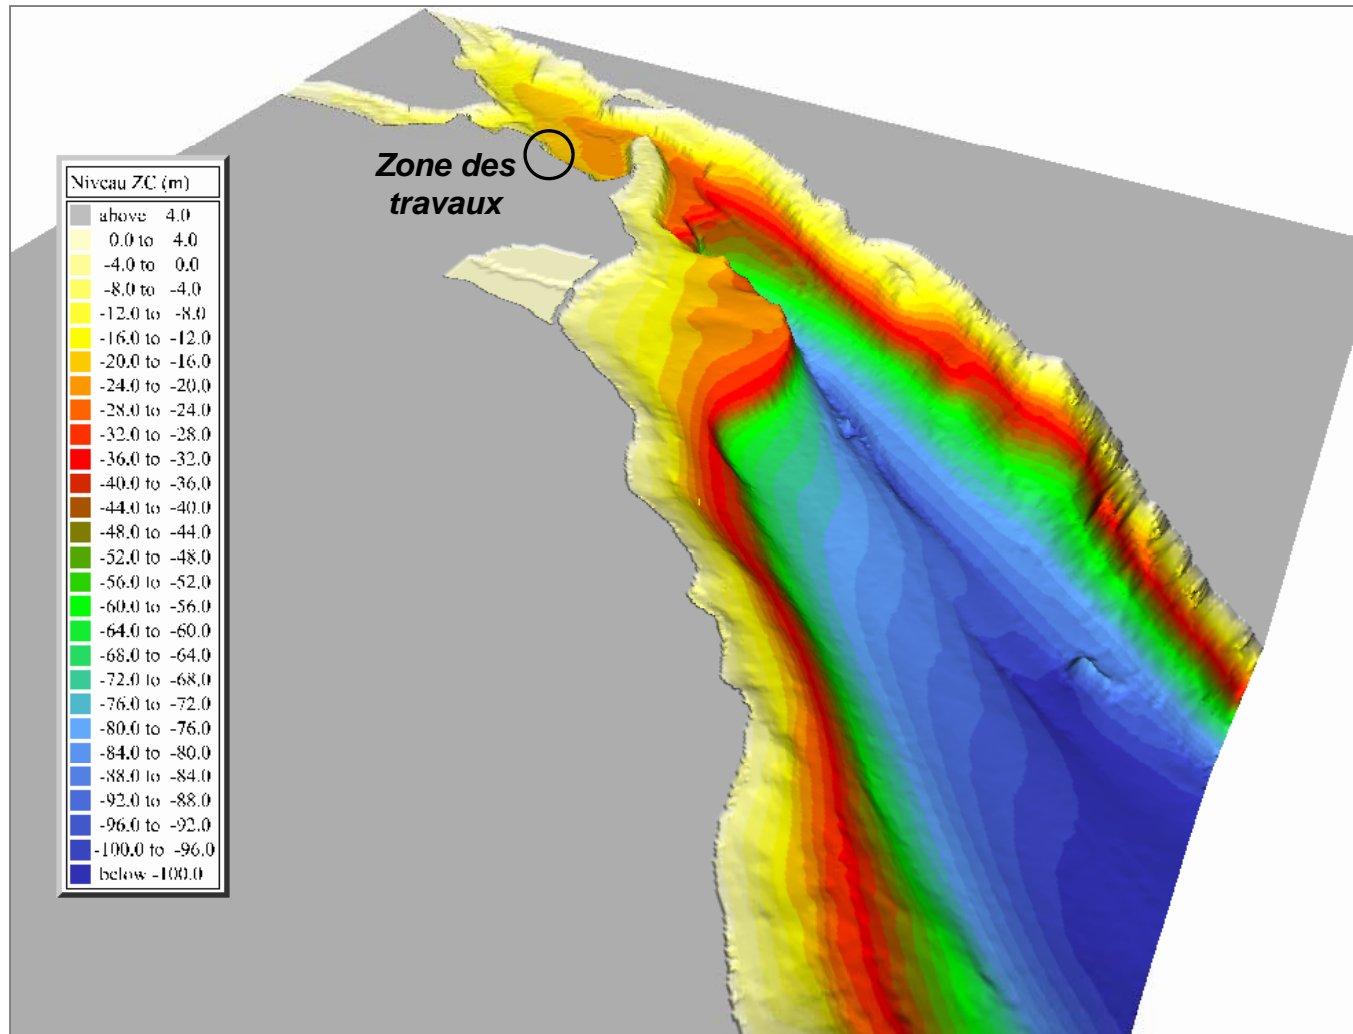 Zone des
travaux
Niveau ZC (m)
above 4.0
0.0 to 4.0
-4.0 to 0.0
-8.0 to -4.0
-12.0 to -8.0
-16.0 to -12.0
-20.0 to -16.0
-24.0 to -20.0
-28.0 to -24.0
-32.0 to -28.0
-36.0 to -32.0
-40.0 to -36.0
-44.0 to -40.0
-48.0 to -44.0
-52.0 to -48.0
-56.0 to -52.0
-60.0 to -56.0
-64.0 to -60.0
-68.0 to -64.0
-72.0 to -68.0
-76.0 to -72.0
-80.0 to -76.0
-84.0 to -80.0
-88.0 to -84.0
-92.0 to -88.0
-96.0 to -92.0
-100.0 to -96.0
below -100.0